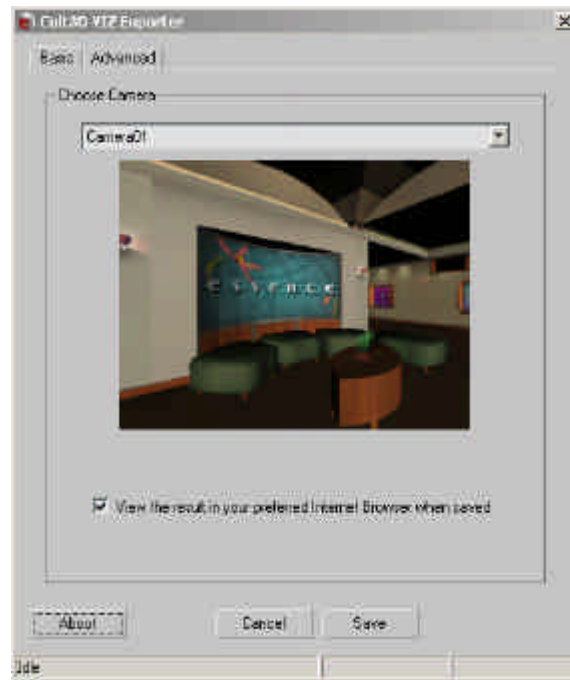 Cult3D VIZ Exporter
Basic Advanced
Choose Camera
Camera01
View the result in your preferred Internet Browser when saved
About Cancel Save
Idle